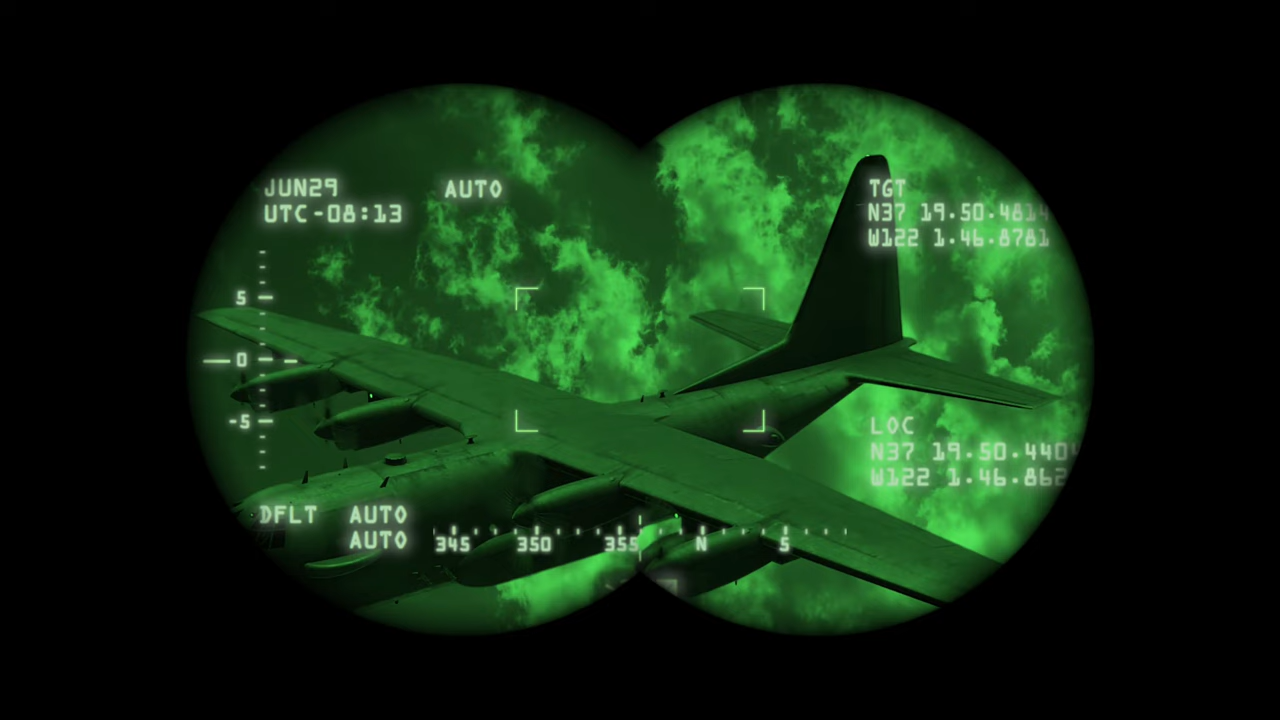 JUN29
UTC-08:13
AUTO
TGT
N37 19.50.4814
W122 1.46.8781
5
0
-5
LOC
N37 19.50.440
W122 1.46.862
DFLT AUTO
AUTO
345 350 355 N 5